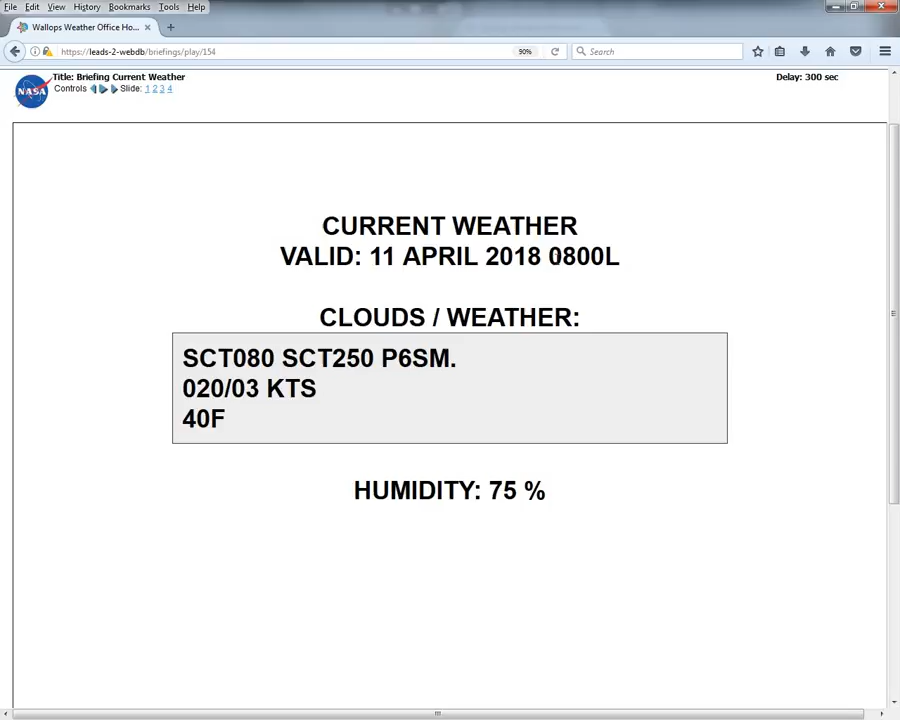 File Edit View History Bookmarks Tools Help
Wallops Weather Office Ho... × +
https://leads-2-webdb/briefings/play/154 90% Search
Title: Briefing Current Weather Delay: 300 sec
NASA
Controls Slide: 1 2 3 4
CURRENT WEATHER
VALID: 11 APRIL 2018 0800L
CLOUDS / WEATHER:
SCT080 SCT250 P6SM.
020/03 KTS
40F
HUMIDITY: 75 %